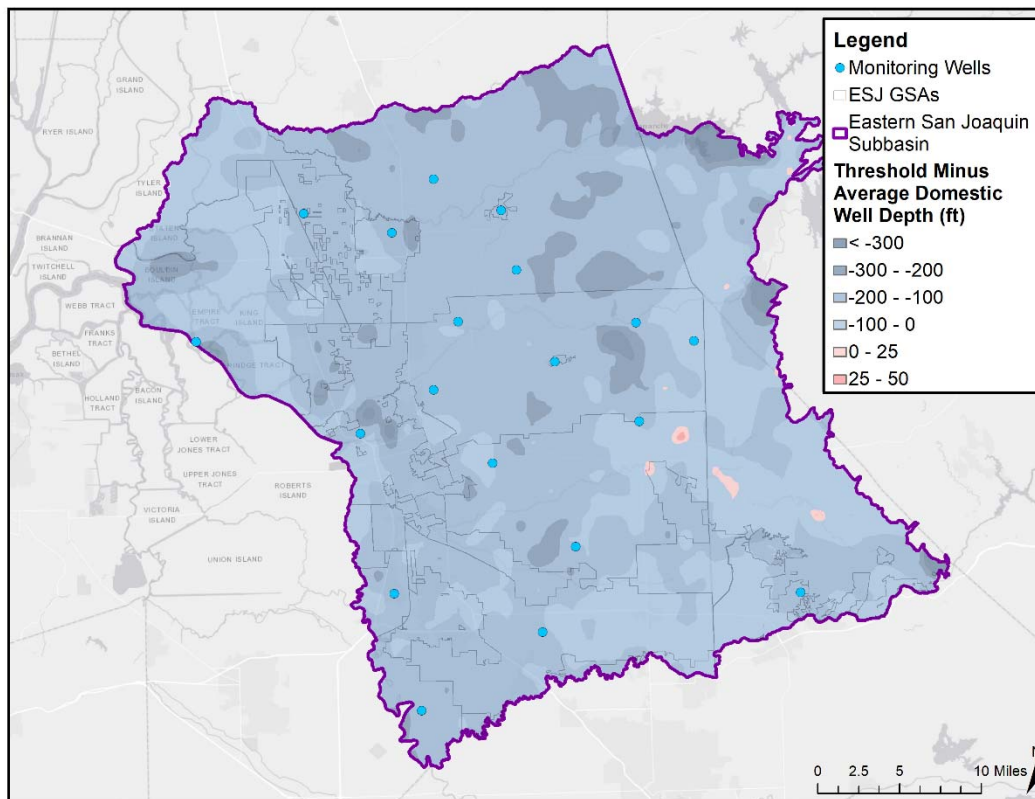 Legend
Monitoring Wells
ESJ GSAs
Eastern San Joaquin
Subbasin
Threshold Minus
Average Domestic
Well Depth (ft)
< -300
-300 - -200
-200 - -100
-100 - 0
0 - 25
25 - 50
GRAND
ISLAND
RYER ISLAND
TYLER
ISLAND
BRANNAN
ISLAND
TWITCHELL
ISLAND
WEBB TRACT
EMPIRE
TRACT
KING
ISLAND
FRANKS
TRACT
BETHEL
ISLAND
BACON
ISLAND
HOLLAND
TRACT
LOWER
JONES TRACT
UPPER JONES
TRACT
ROBERTS
ISLAND
VICTORIA
ISLAND
UNION ISLAND
0 2.5 5 10 Miles
N